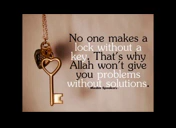 No one makes a
lock without a
key. That's why
Allah won't give
you problems
without solutions.